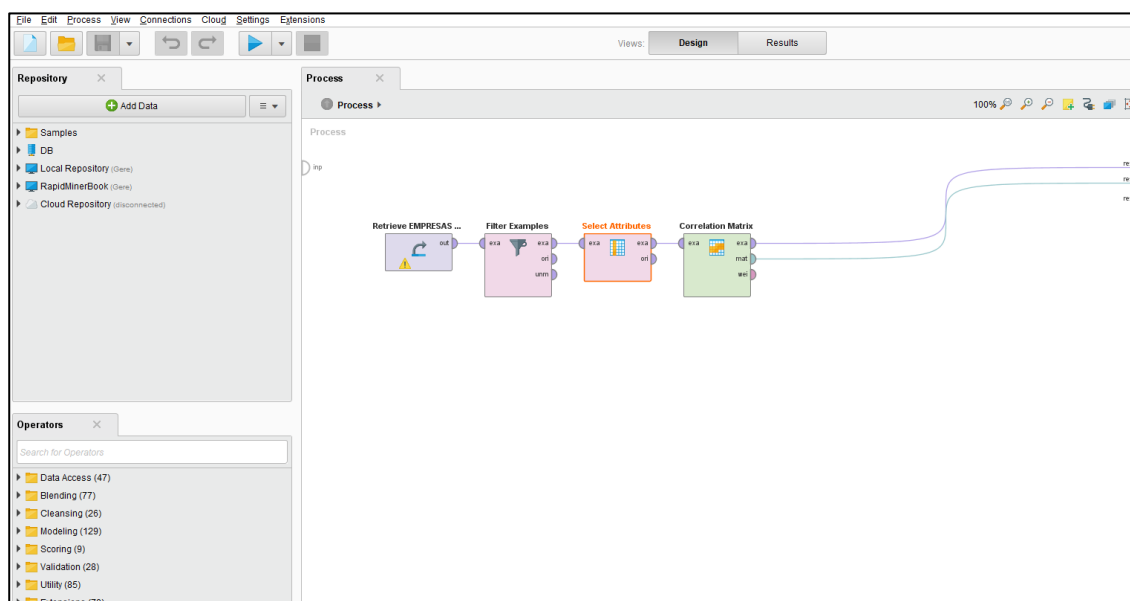 File Edit Process View Connections Cloud Settings Extensions
Views: Design Results
Repository
Add Data
Samples
DB
Local Repository (Gere)
RapidMinerBook (Gere)
Cloud Repository (disconnected)
Process
Process
100%
Process
inp
re
re
re
Retrieve EMPRESAS ... Filter Examples Select Attributes Correlation Matrix
out exa exa exa exa exa exa
ori ori mat
unm wei
Operators
Search for Operators
Data Access (47)
Blending (77)
Cleansing (26)
Modeling (129)
Scoring (9)
Validation (28)
Utility (85)